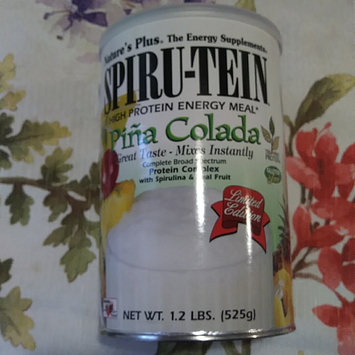 Nature's Plus. The Energy Supplements.
SPIRU-TEIN
HIGH PROTEIN ENERGY MEAL*
Piña Colada
Great Taste - Mixes Instantly
Complete Broad Spectrum
Protein Complex
with Spirulina & Real Fruit
Limited
Edition
NET WT. 1.2 LBS. (525g)